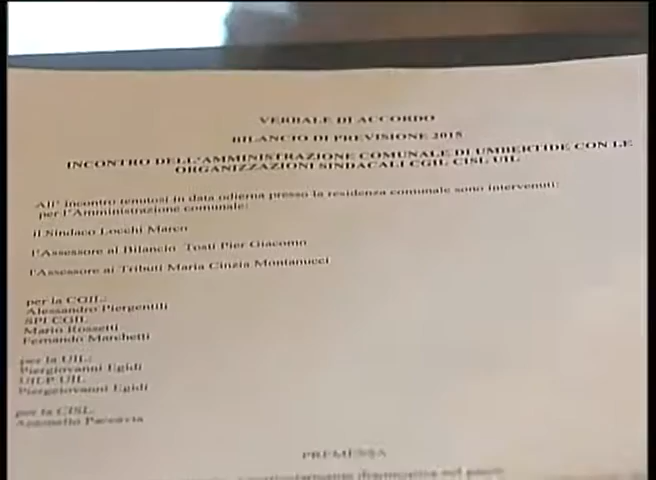 VERBALE DI ACCORDO
BILANCIO DI PREVISIONE 2015
INCONTRO DELL'AMMINISTRAZIONE COMUNALE DI UMBERTIDE CON LE
ORGANIZZAZIONI SINDACALI CGIL CISL UIL
All' incontro tenutosi in data odierna presso la residenza comunale sono intervenuti:
per l'Amministrazione comunale:
il Sindaco Locchi Marco
l'Assessore al Bilancio Tosti Pier Giacomo
l'Assessore ai Tributi Maria Cinzia Montanucci
per la CGIL:
Alessandro Piergentili
SPI CGIL
Mario Rossetti
Fernando Marchetti
per la UIL:
Piergiovanni Egidi
UILP UIL
Piergiovanni Egidi
per la CISL
Antonello Paccavia
PREMESSA